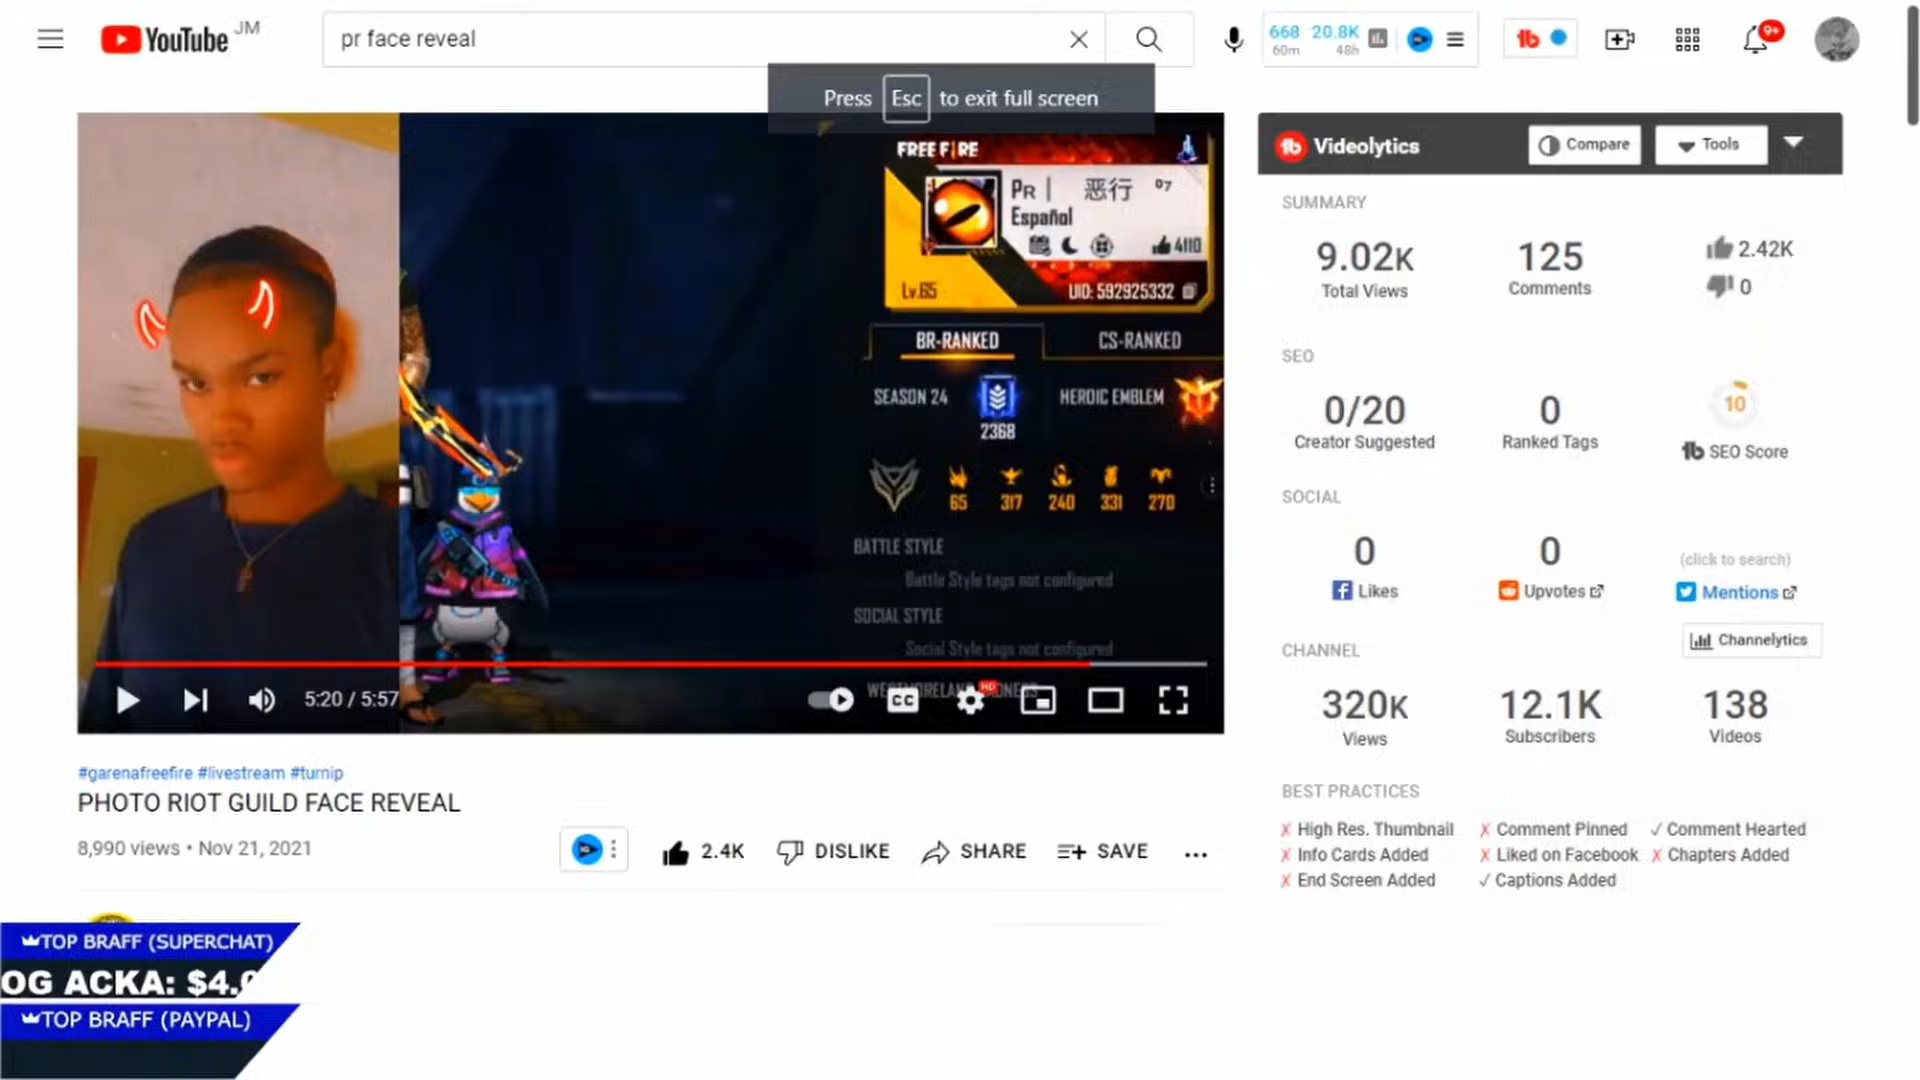 YouTube JM
pr face reveal
668 20.8K
60m 48h
9+
Press Esc to exit full screen
FREE FIRE
PR | 恶行 07
Español
4110
Lv.65
UID: 592925332
BR-RANKED
CS-RANKED
SEASON 24
HEROIC EMBLEM
2368
65 317 240 331 270
BATTLE STYLE
Battle Style tags not configured
SOCIAL STYLE
Social Style tags not configured
5:20 / 5:57
CC
HD
#garenafreefire #livestream #turnip
PHOTO RIOT GUILD FACE REVEAL
8,990 views • Nov 21, 2021
2.4K
DISLIKE
SHARE
SAVE
TOP BRAFF (SUPERCHAT)
OG ACKA: $4.0
TOP BRAFF (PAYPAL)
Videolytics
Compare
Tools
SUMMARY
9.02K
Total Views
125
Comments
2.42K
0
SEO
0/20
Creator Suggested
0
Ranked Tags
10
SEO Score
SOCIAL
0
Likes
0
Upvotes
(click to search)
Mentions
Channelytics
CHANNEL
320K
Views
12.1K
Subscribers
138
Videos
BEST PRACTICES
X High Res. Thumbnail X Comment Pinned ✓ Comment Hearted
X Info Cards Added X Liked on Facebook X Chapters Added
X End Screen Added ✓ Captions Added